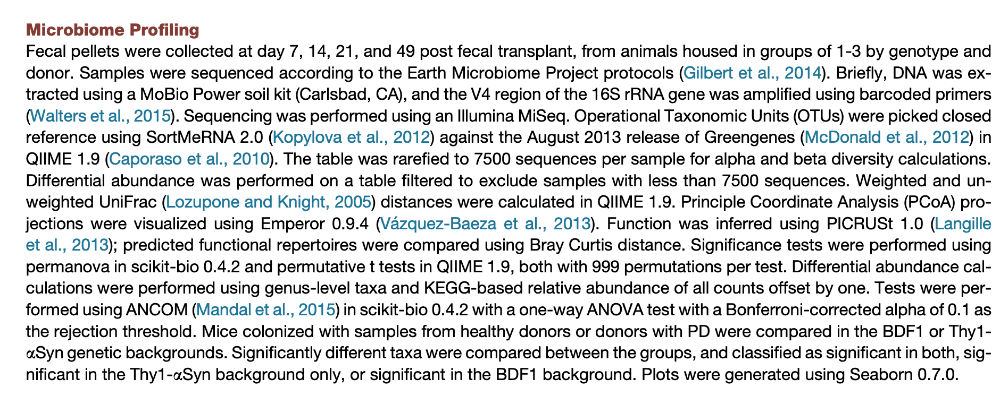 Microbiome Profiling
Fecal pellets were collected at day 7, 14, 21, and 49 post fecal transplant, from animals housed in groups of 1-3 by genotype and
donor. Samples were sequenced according to the Earth Microbiome Project protocols (Gilbert et al., 2014). Briefly, DNA was ex-
tracted using a MoBio Power soil kit (Carlsbad, CA), and the V4 region of the 16S rRNA gene was amplified using barcoded primers
(Walters et al., 2015). Sequencing was performed using an Illumina MiSeq. Operational Taxonomic Units (OTUs) were picked closed
reference using SortMeRNA 2.0 (Kopylova et al., 2012) against the August 2013 release of Greengenes (McDonald et al., 2012) in
QIIME 1.9 (Caporaso et al., 2010). The table was rarefied to 7500 sequences per sample for alpha and beta diversity calculations.
Differential abundance was performed on a table filtered to exclude samples with less than 7500 sequences. Weighted and un-
weighted UniFrac (Lozupone and Knight, 2005) distances were calculated in QIIME 1.9. Principle Coordinate Analysis (PCoA) pro-
jections were visualized using Emperor 0.9.4 (Vázquez-Baeza et al., 2013). Function was inferred using PICRUSt 1.0 (Langille
et al., 2013); predicted functional repertoires were compared using Bray Curtis distance. Significance tests were performed using
permanova in scikit-bio 0.4.2 and permutative t tests in QIIME 1.9, both with 999 permutations per test. Differential abundance cal-
culations were performed using genus-level taxa and KEGG-based relative abundance of all counts offset by one. Tests were per-
formed using ANCOM (Mandal et al., 2015) in scikit-bio 0.4.2 with a one-way ANOVA test with a Bonferroni-corrected alpha of 0.1 as
the rejection threshold. Mice colonized with samples from healthy donors or donors with PD were compared in the BDF1 or Thy1-
αSyn genetic backgrounds. Significantly different taxa were compared between the groups, and classified as significant in both, sig-
nificant in the Thy1-αSyn background only, or significant in the BDF1 background. Plots were generated using Seaborn 0.7.0.